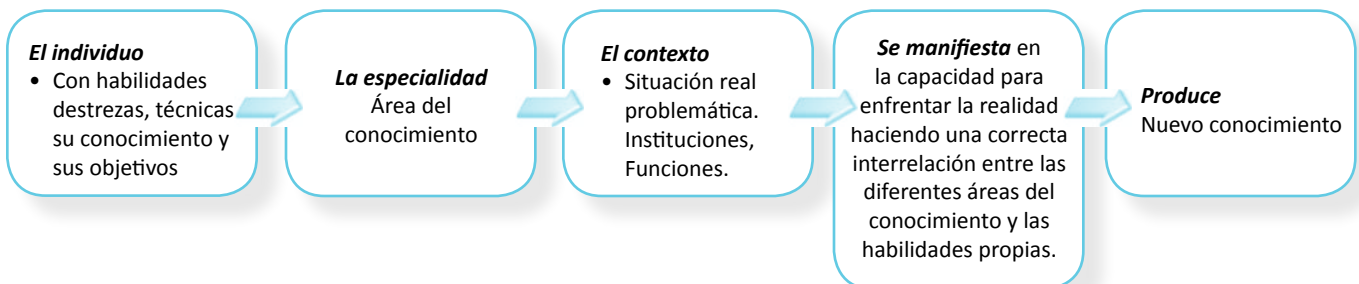 El individuo
• Con habilidades
destrezas, técnicas
su conocimiento y
sus objetivos
La especialidad
Área del
conocimiento
El contexto
• Situación real
problemática.
Instituciones,
Funciones.
Se manifiesta en
la capacidad para
enfrentar la realidad
haciendo una correcta
interrelación entre las
diferentes áreas del
conocimiento y las
habilidades propias.
Produce
Nuevo conocimiento